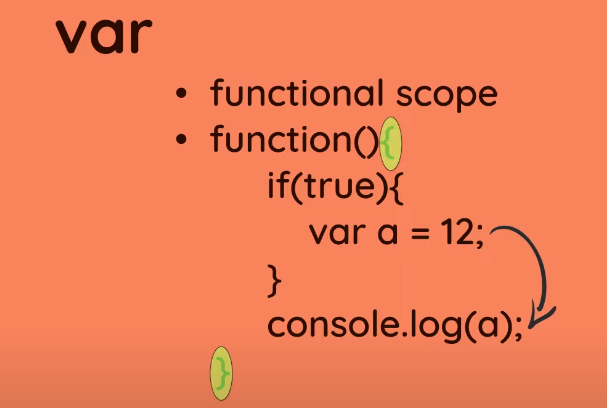 var
• functional scope
• function(){
if(true){
var a = 12;
}
console.log(a);
}